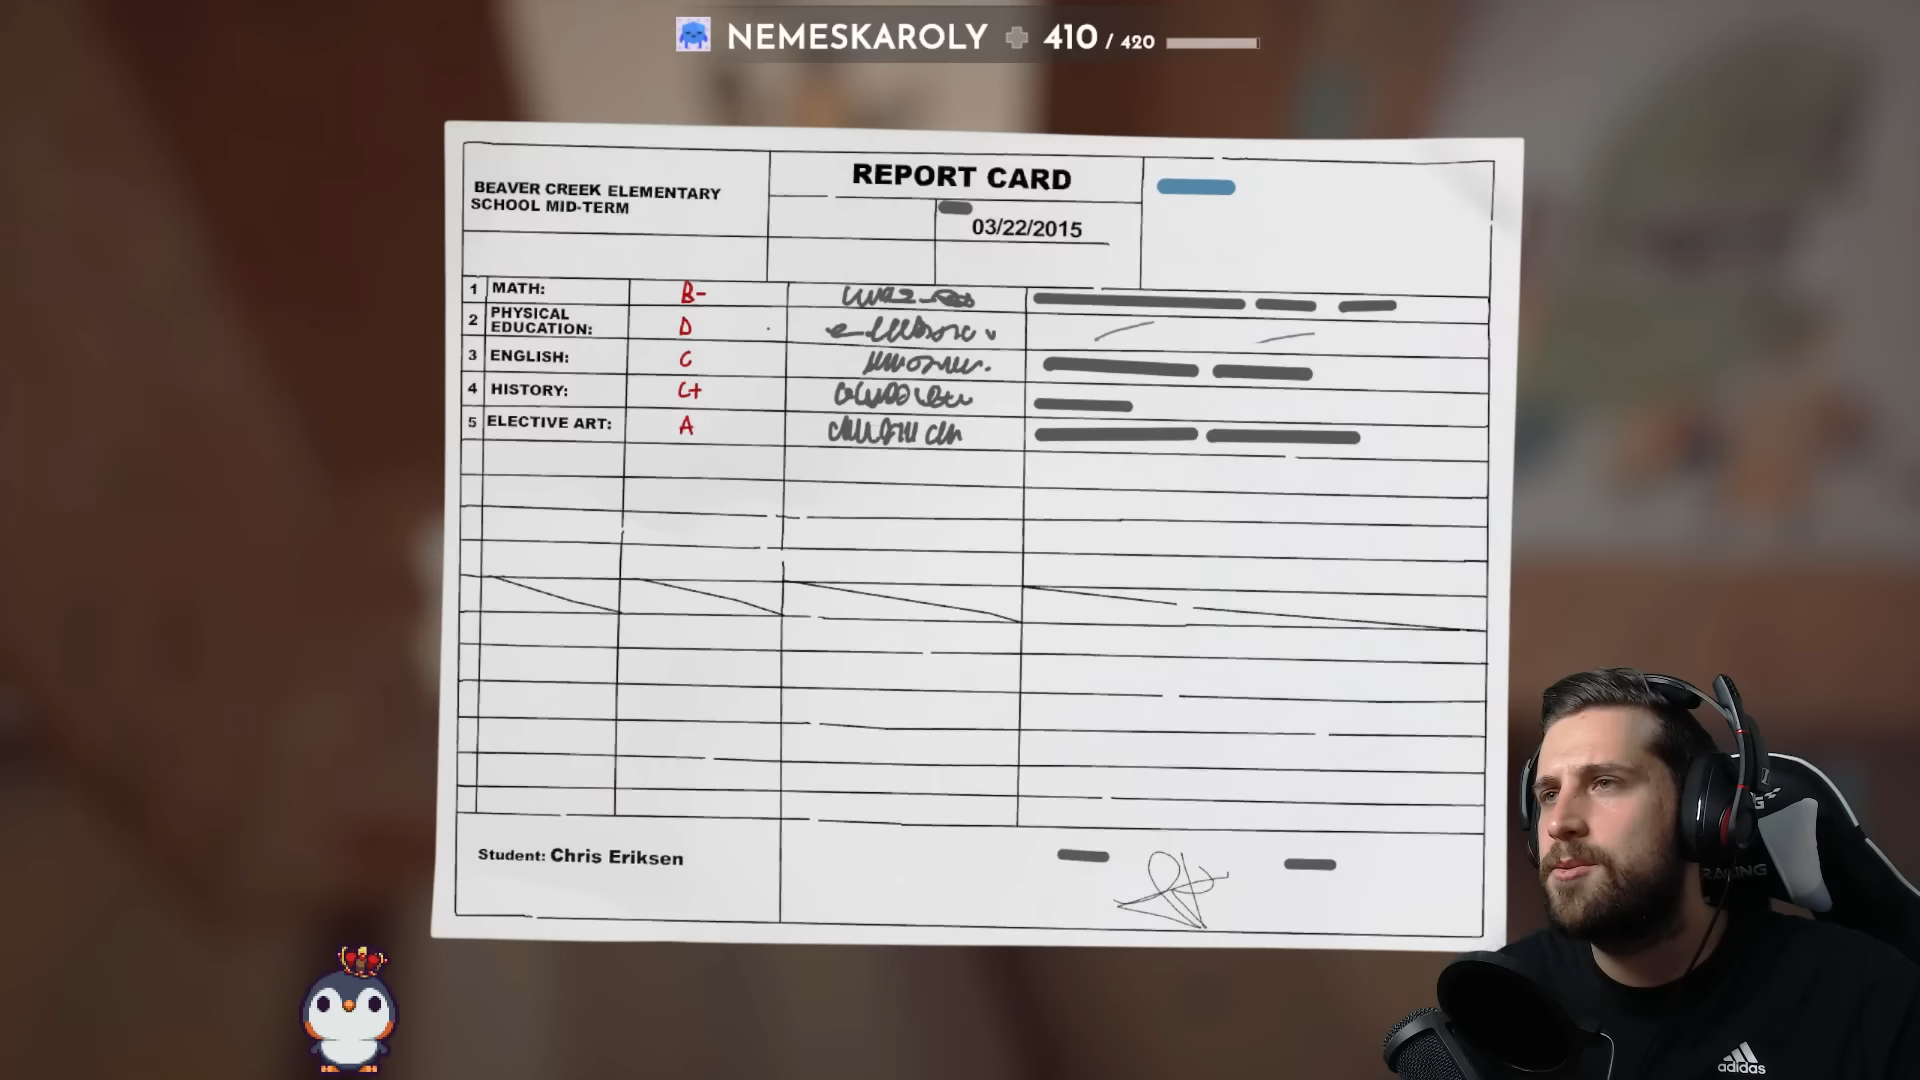 NEMESKAROLY 410 / 420
REPORT CARD
BEAVER CREEK ELEMENTARY
SCHOOL MID-TERM
03/22/2015
1 MATH: B-
2 PHYSICAL EDUCATION: D
3 ENGLISH: C
4 HISTORY: C+
5 ELECTIVE ART: A
Student: Chris Eriksen
RACING
adidas